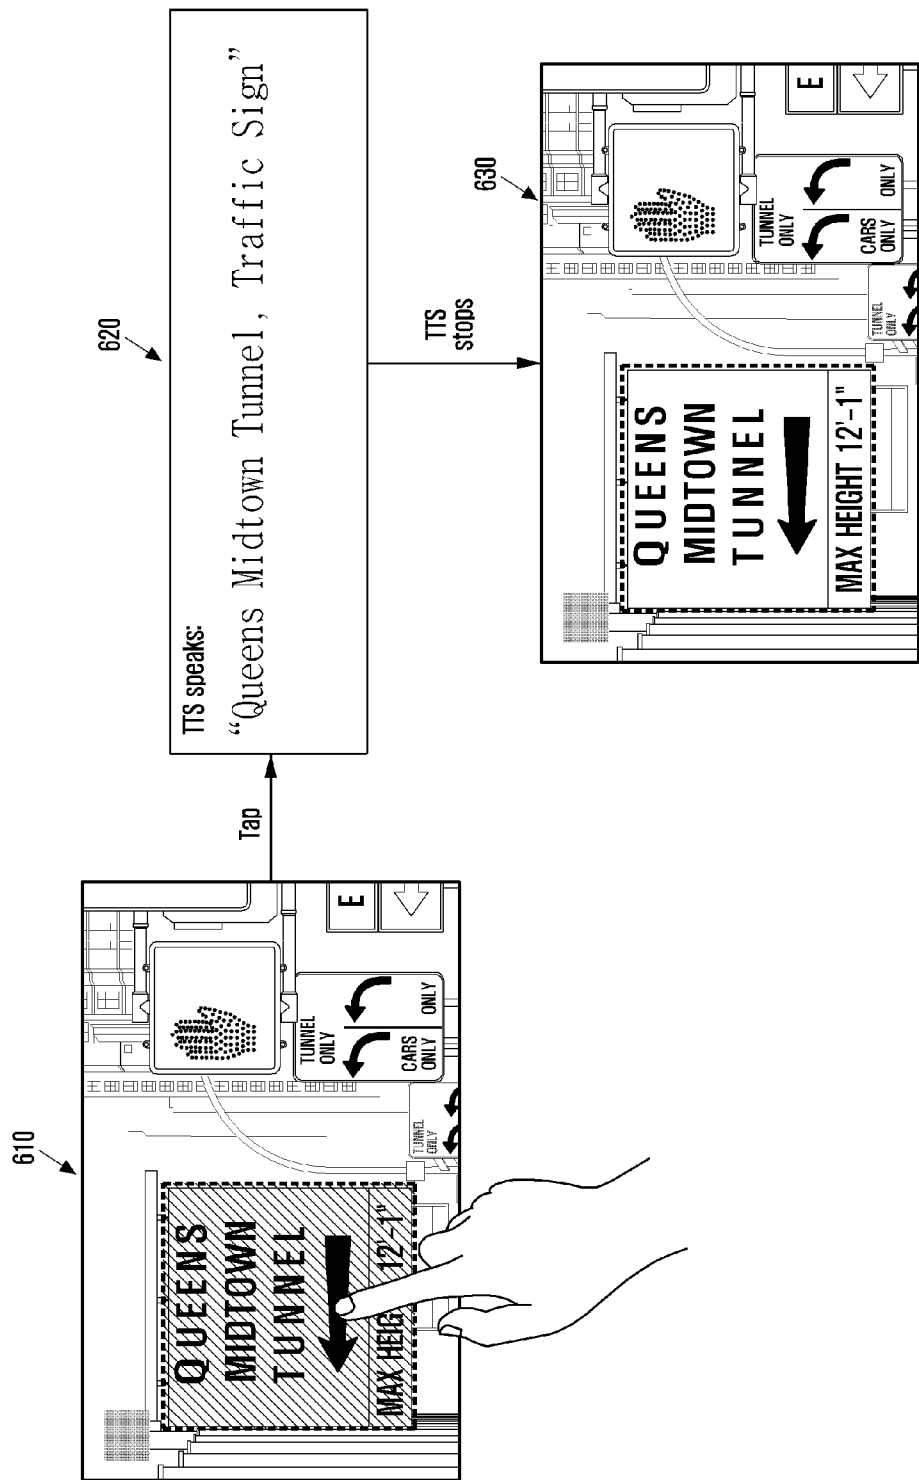 610
QUEENS
MIDTOWN
TUNNEL
MAX HEIG 12'-1"
TUNNEL
ONLY
TUNNEL
ONLY
CARS
ONLY
ONLY
E
Tap
620
TTS speaks:
“Queens Midtown Tunnel, Traffic Sign”
TTS
stops
630
QUEENS
MIDTOWN
TUNNEL
MAX HEIGHT 12'-1"
TUNNEL
ONLY
TUNNEL
ONLY
CARS
ONLY
ONLY
E